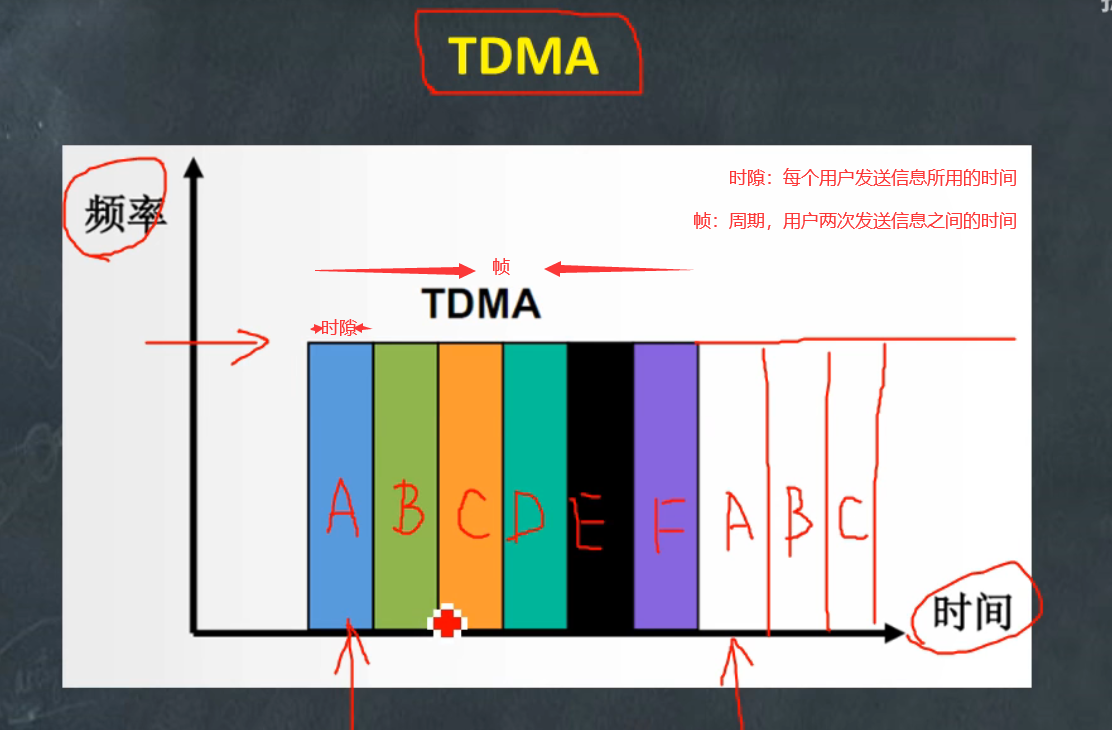 TDMA
频率
时隙：每个用户发送信息所用的时间
帧：周期，用户两次发送信息之间的时间
帧
TDMA
时隙
A B C D E F A B C
时间